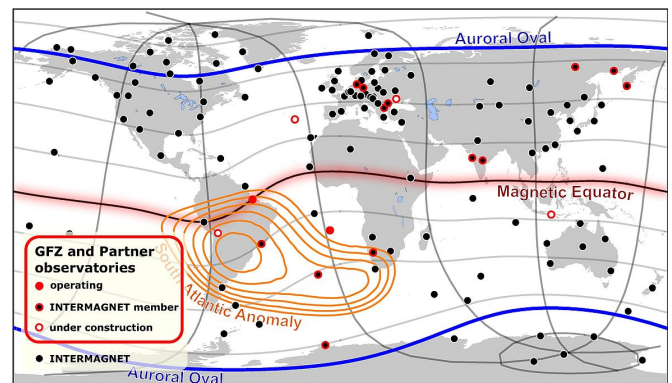 Auroral Oval
Magnetic Equator
GFZ and Partner
observatories
operating
INTERMAGNET member
under construction
INTERMAGNET
South Atlantic Anomaly
Auroral Oval